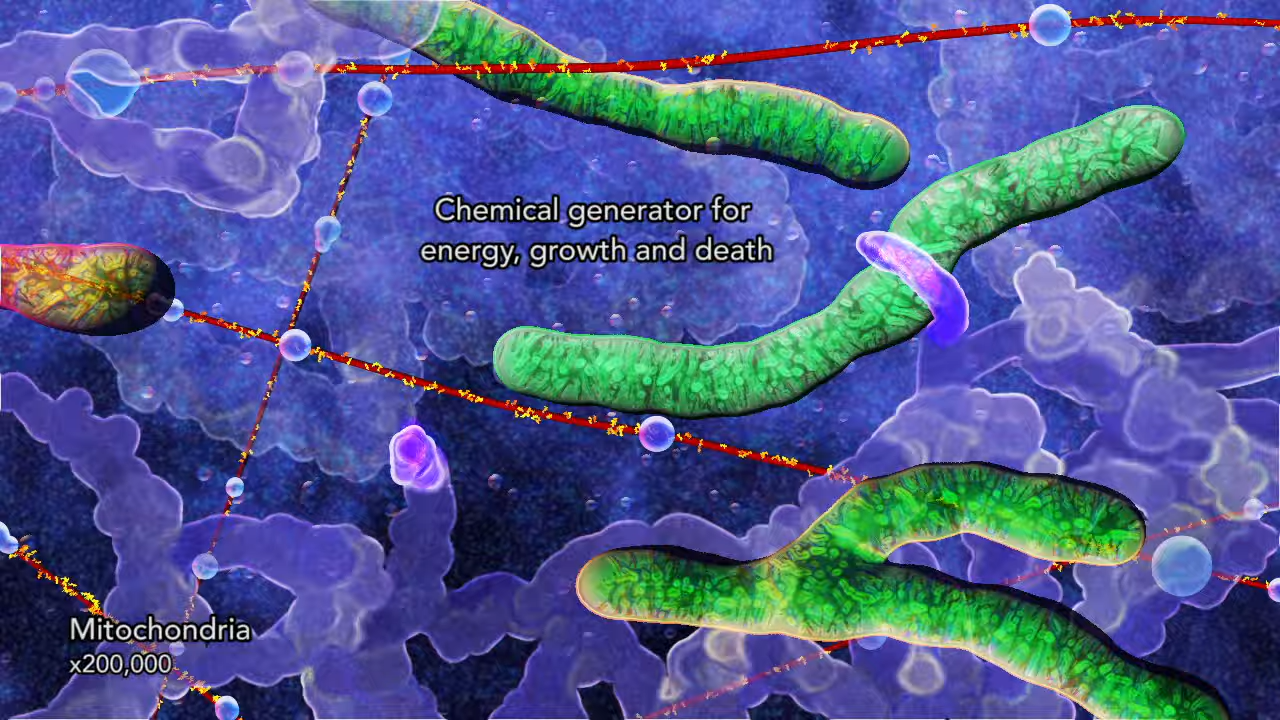 Chemical generator for
energy, growth and death
Mitochondria
x200,000